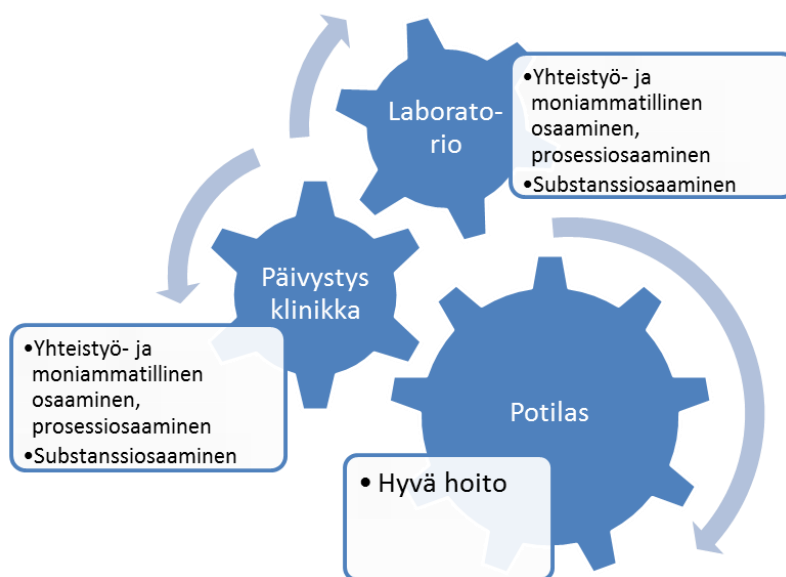 Laborato-
rio
•Yhteistyö- ja
moniammatillinen
osaaminen,
prosessiosaaminen
•Substanssiosaaminen
Päivystys
klinikka
•Yhteistyö- ja
moniammatillinen
osaaminen,
prosessiosaaminen
•Substanssiosaaminen
Potilas
• Hyvä hoito